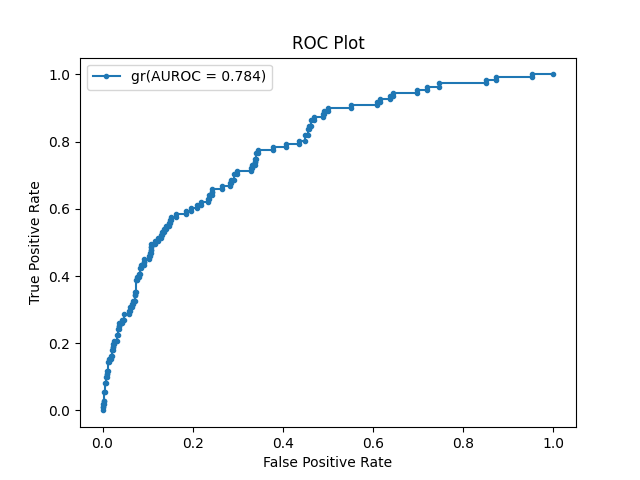 ROC Plot
gr(AUROC = 0.784)
1.0
0.8
0.6
0.4
0.2
0.0
True Positive Rate
0.0 0.2 0.4 0.6 0.8 1.0
False Positive Rate